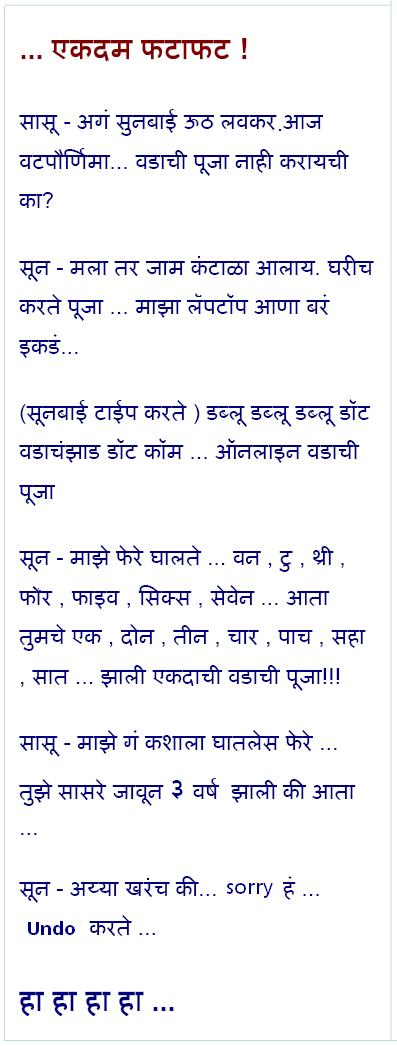 ... एकदम फटाफट !
सासू - अगं सुनबाई ऊठ लवकर.आज
वटपौर्णिमा... वडाची पूजा नाही करायची
का?
सून - मला तर जाम कंटाळा आलाय. घरीच
करते पूजा ... माझा लॅपटॉप आणा बरं
इकडं...
(सूनबाई टाईप करते ) डब्लू डब्लू डब्लू डॉट
वडाचंझाड डॉट कॉम ... ऑनलाइन वडाची
पूजा
सून - माझे फेरे घालते ... वन , टु , थ्री ,
फोर , फाइव , सिक्स , सेवेन ... आता
तुमचे एक , दोन , तीन , चार , पाच , सहा
, सात ... झाली एकदाची वडाची पूजा!!!
सासू - माझे गं कशाला घातलेस फेरे ...
तुझे सासरे जावून ३ वर्ष झाली की आता
...
सून - अय्या खरंच की... sorry हं ...
Undo करते ...
हा हा हा हा ...